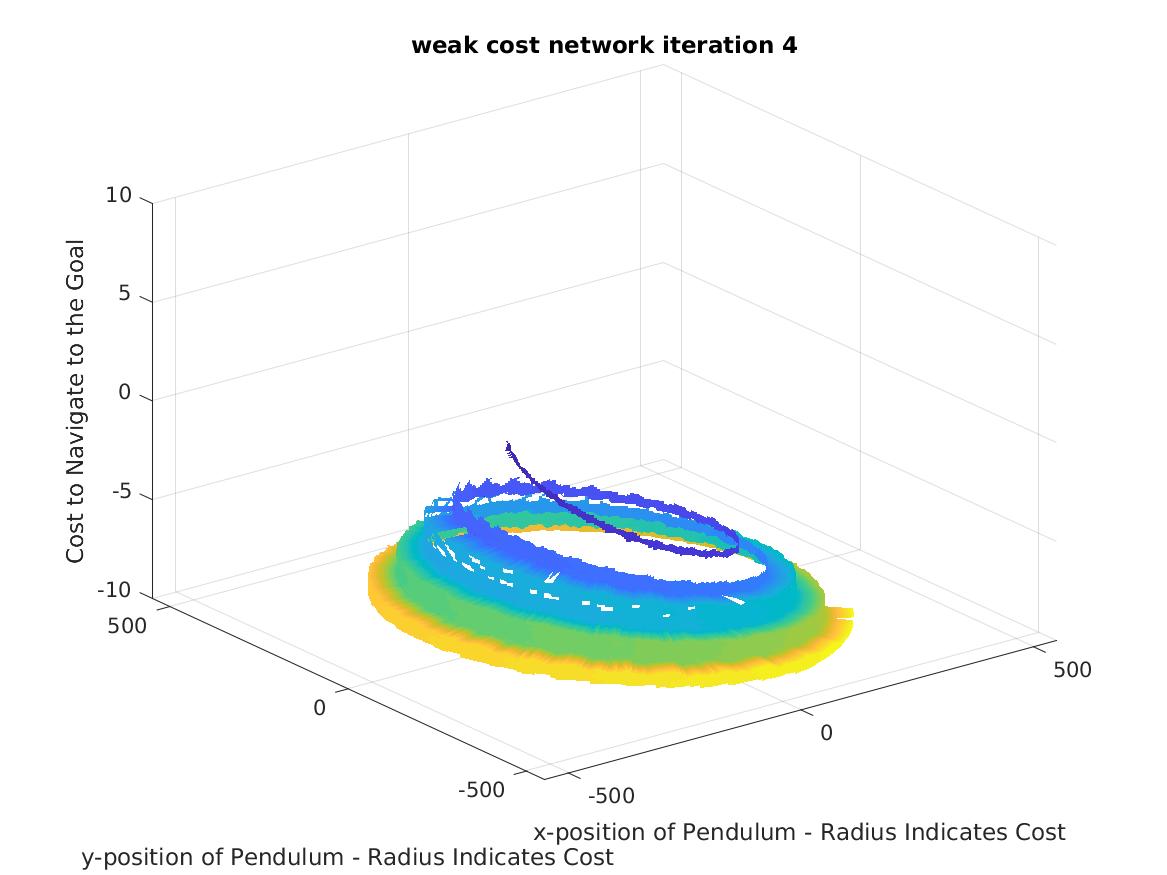 weak cost network iteration 4
10
5
0
-5
-10
Cost to Navigate to the Goal
500
0
-500
500
0
-500
x-position of Pendulum - Radius Indicates Cost
y-position of Pendulum - Radius Indicates Cost